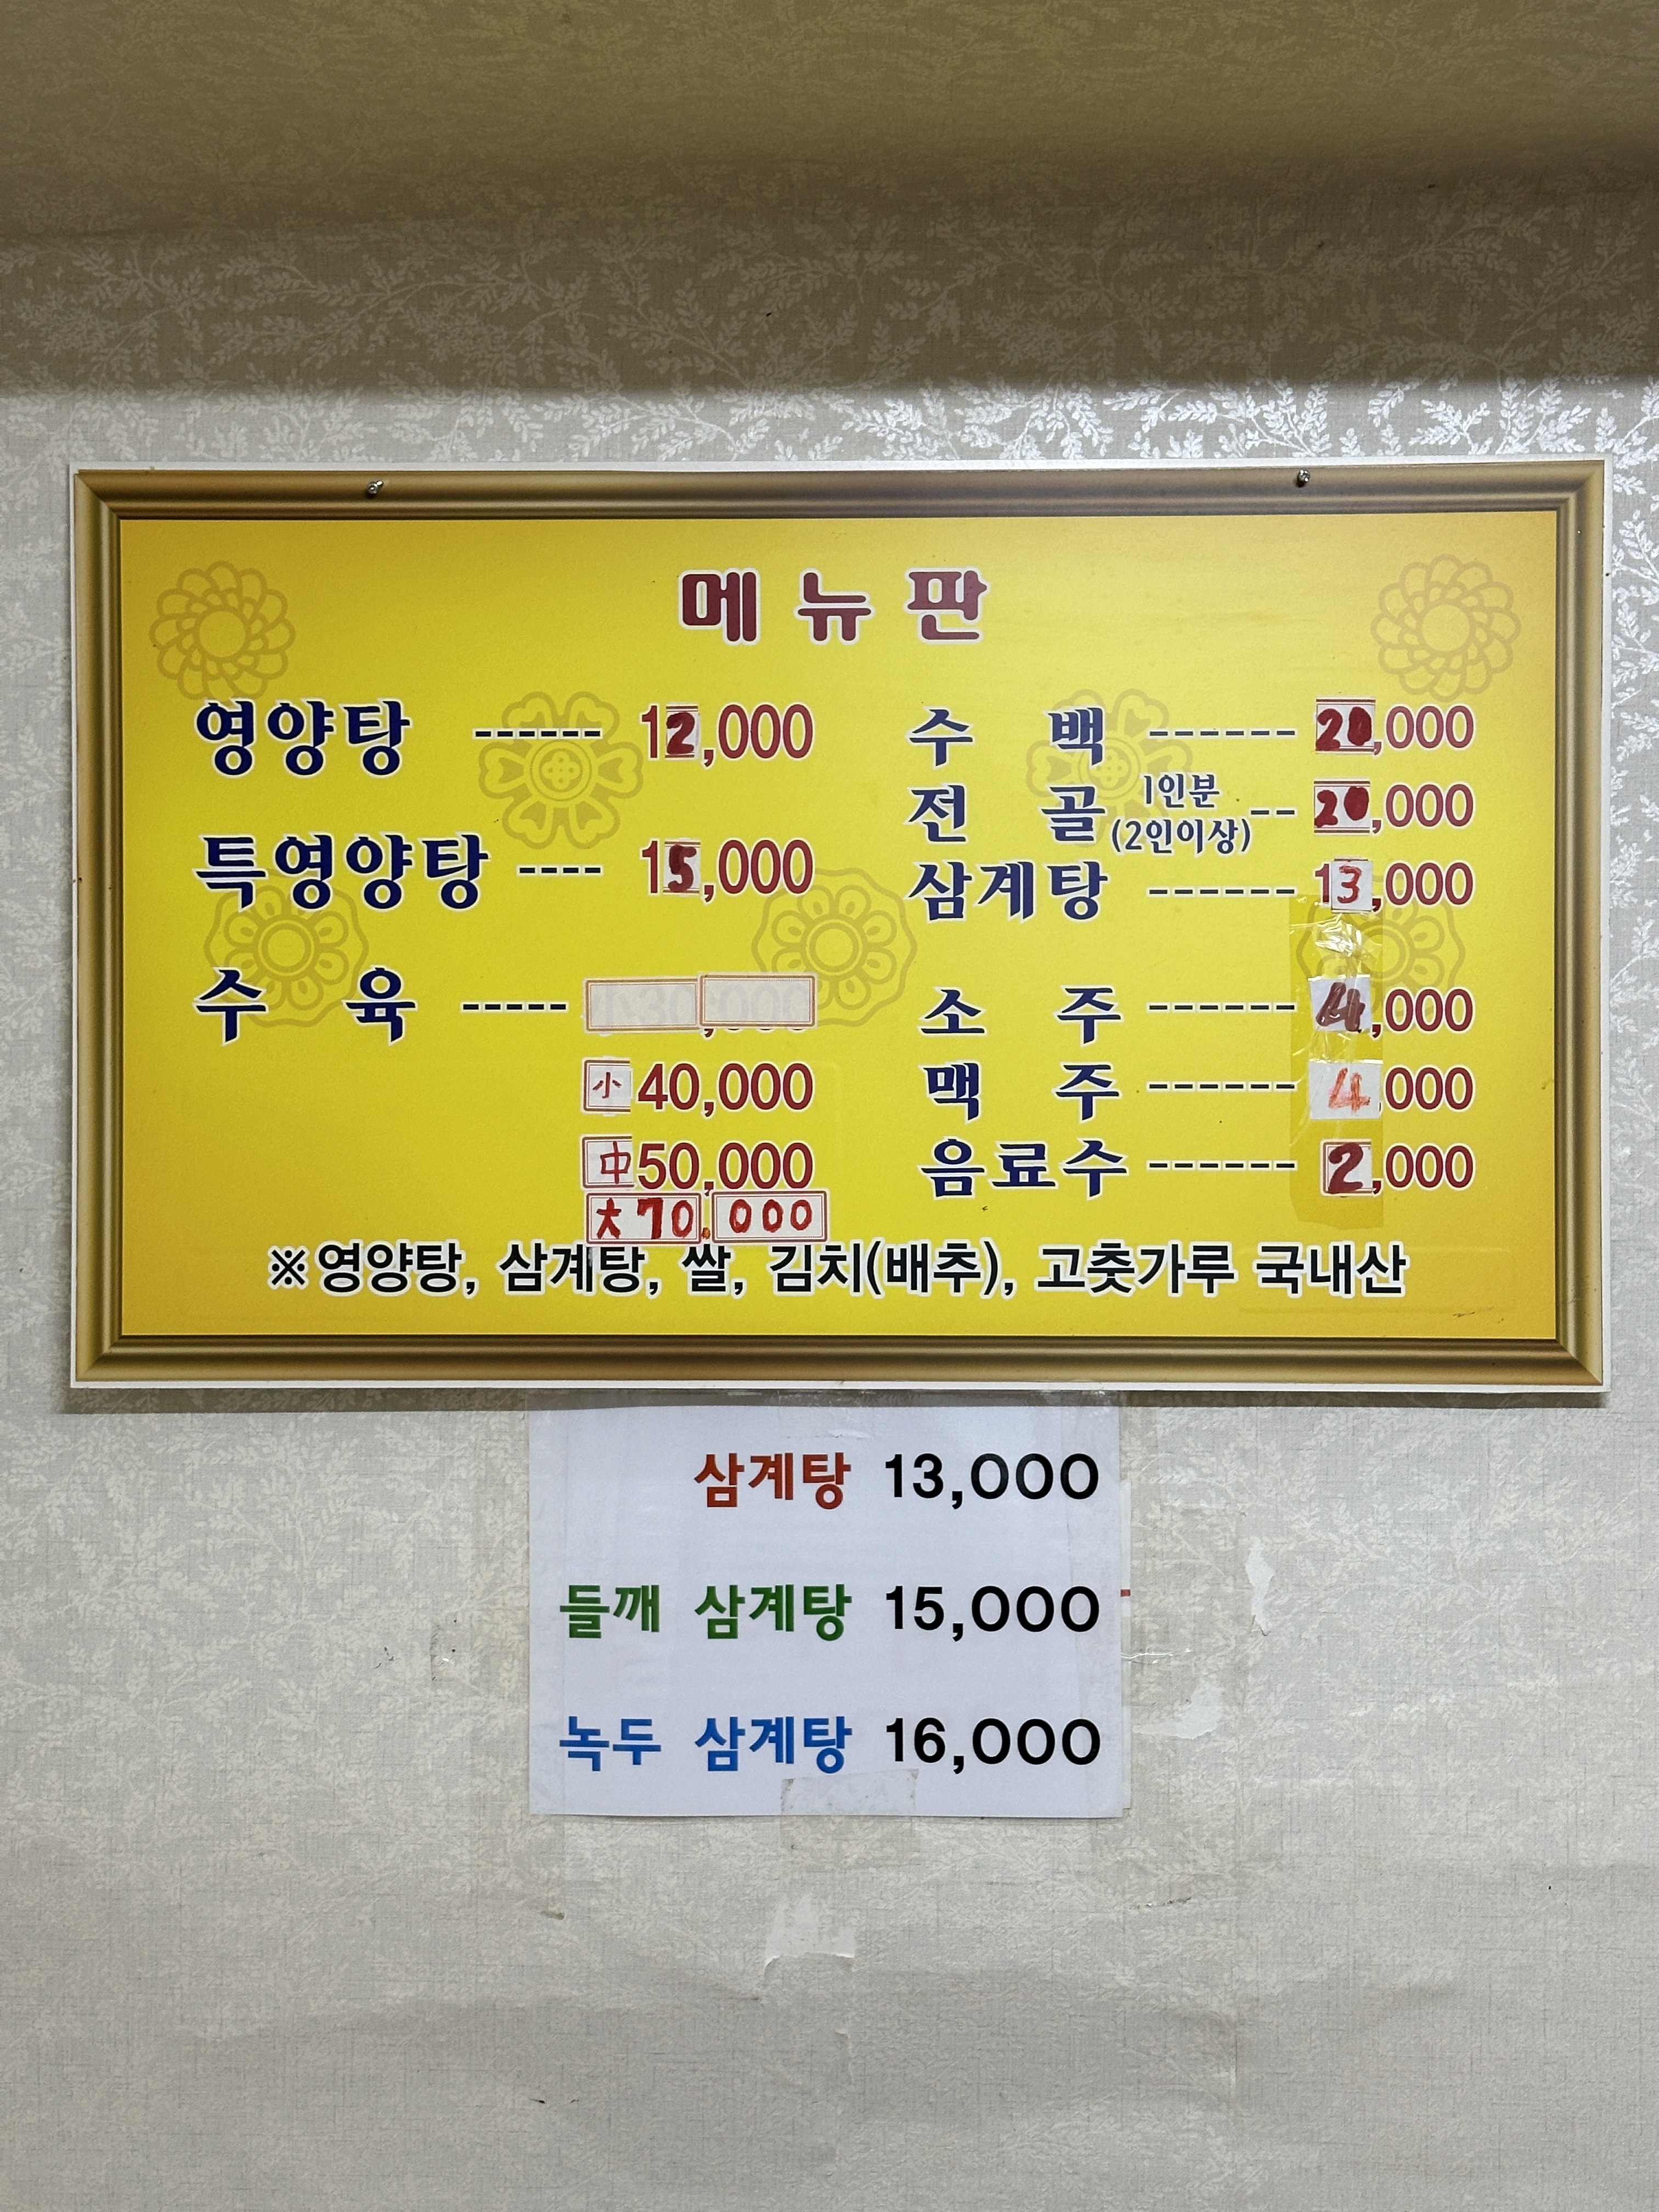 메뉴판
영양탕 ------ 12,000
특영양탕 ---- 15,000
수 육 -----
小 40,000
中 50,000
大 70,000
수 백 ------ 20,000
전 골 1인분 (2인이상) -- 20,000
삼계탕 ------ 13,000
소 주 ------ 4,000
맥 주 ------ 4,000
음료수 ------ 2,000
※영양탕, 삼계탕, 쌀, 김치(배추), 고춧가루 국내산
삼계탕 13,000
들깨 삼계탕 15,000
녹두 삼계탕 16,000